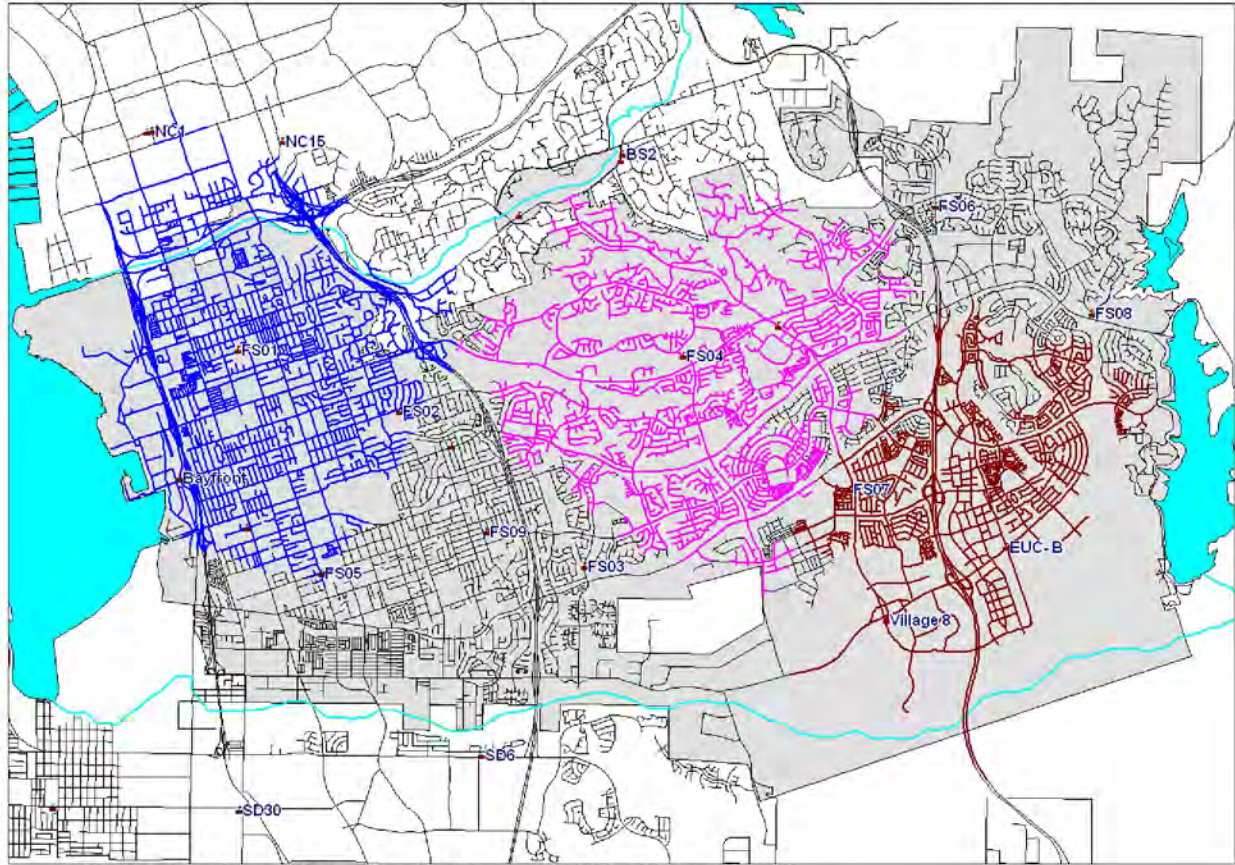 NC1
NC15
BS2
FS06
FS08
FS01
FS04
FS02
Bayfront
FS07
FS09
EUC-B
FS05
FS03
Village 8
SD6
SD30